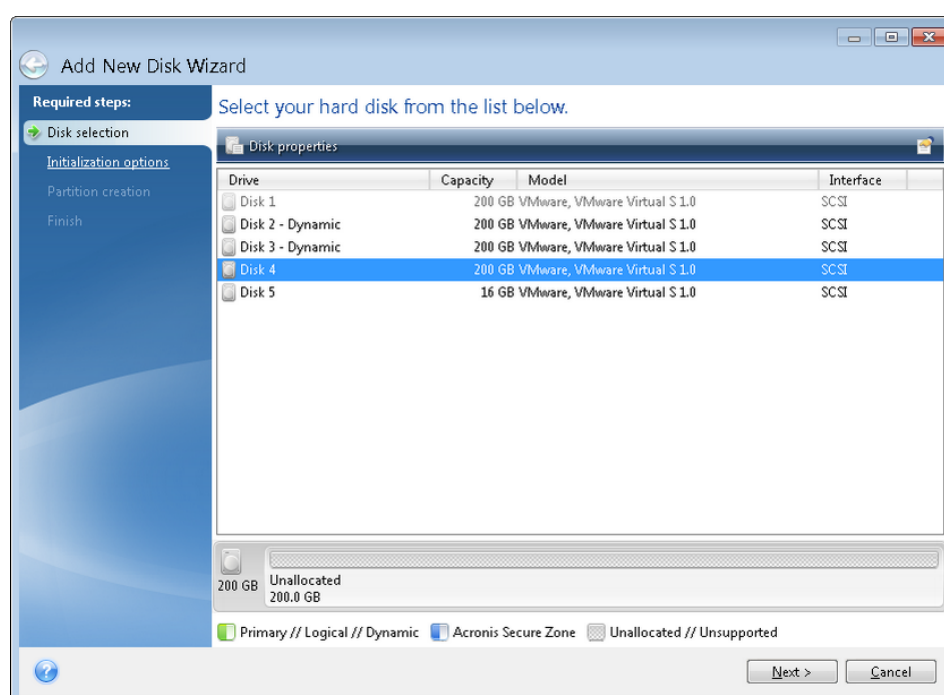 Add New Disk Wizard
Required steps:
Disk selection
Initialization options
Partition creation
Finish
Select your hard disk from the list below.
Disk properties
Drive Capacity Model Interface
Disk 1 200 GB VMware, VMware Virtual S 1.0 SCSI
Disk 2 - Dynamic 200 GB VMware, VMware Virtual S 1.0 SCSI
Disk 3 - Dynamic 200 GB VMware, VMware Virtual S 1.0 SCSI
Disk 4 200 GB VMware, VMware Virtual S 1.0 SCSI
Disk 5 16 GB VMware, VMware Virtual S 1.0 SCSI
200 GB
Unallocated
200.0 GB
Primary // Logical // Dynamic Acronis Secure Zone Unallocated // Unsupported
?
Next > Cancel